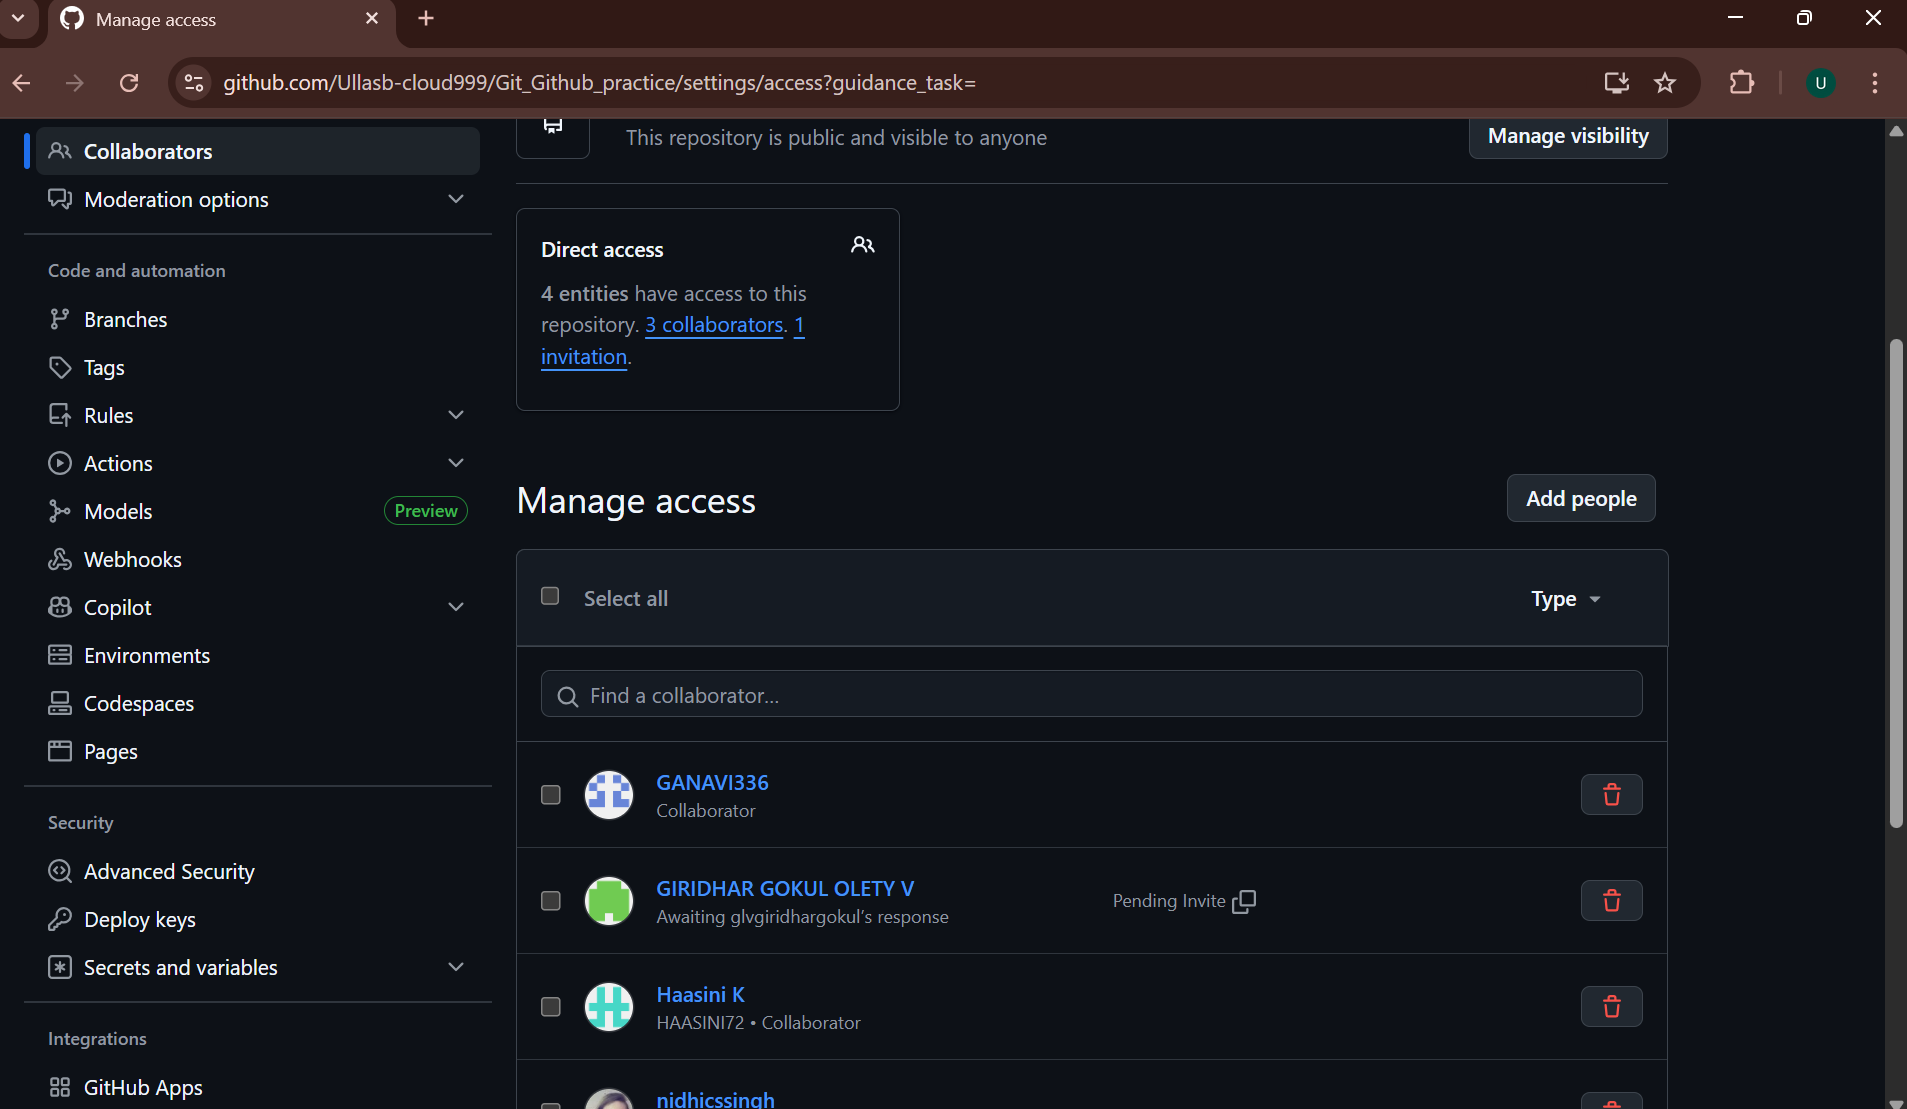 Manage access
github.com/Ullasb-cloud999/Git_Github_practice/settings/access?guidance_task=
U
Collaborators
Moderation options
Code and automation
Branches
Tags
Rules
Actions
Models
Preview
Webhooks
Copilot
Environments
Codespaces
Pages
Security
Advanced Security
Deploy keys
Secrets and variables
Integrations
GitHub Apps
This repository is public and visible to anyone
Manage visibility
Direct access
4 entities have access to this
repository. 3 collaborators. 1
invitation.
Manage access
Add people
Select all
Type
Find a collaborator...
GANAVI336
Collaborator
GIRIDHAR GOKUL OLETY V
Awaiting glvgiridhargokul's response
Pending Invite
Haasini K
HAASINI72 • Collaborator
nidhicssingh